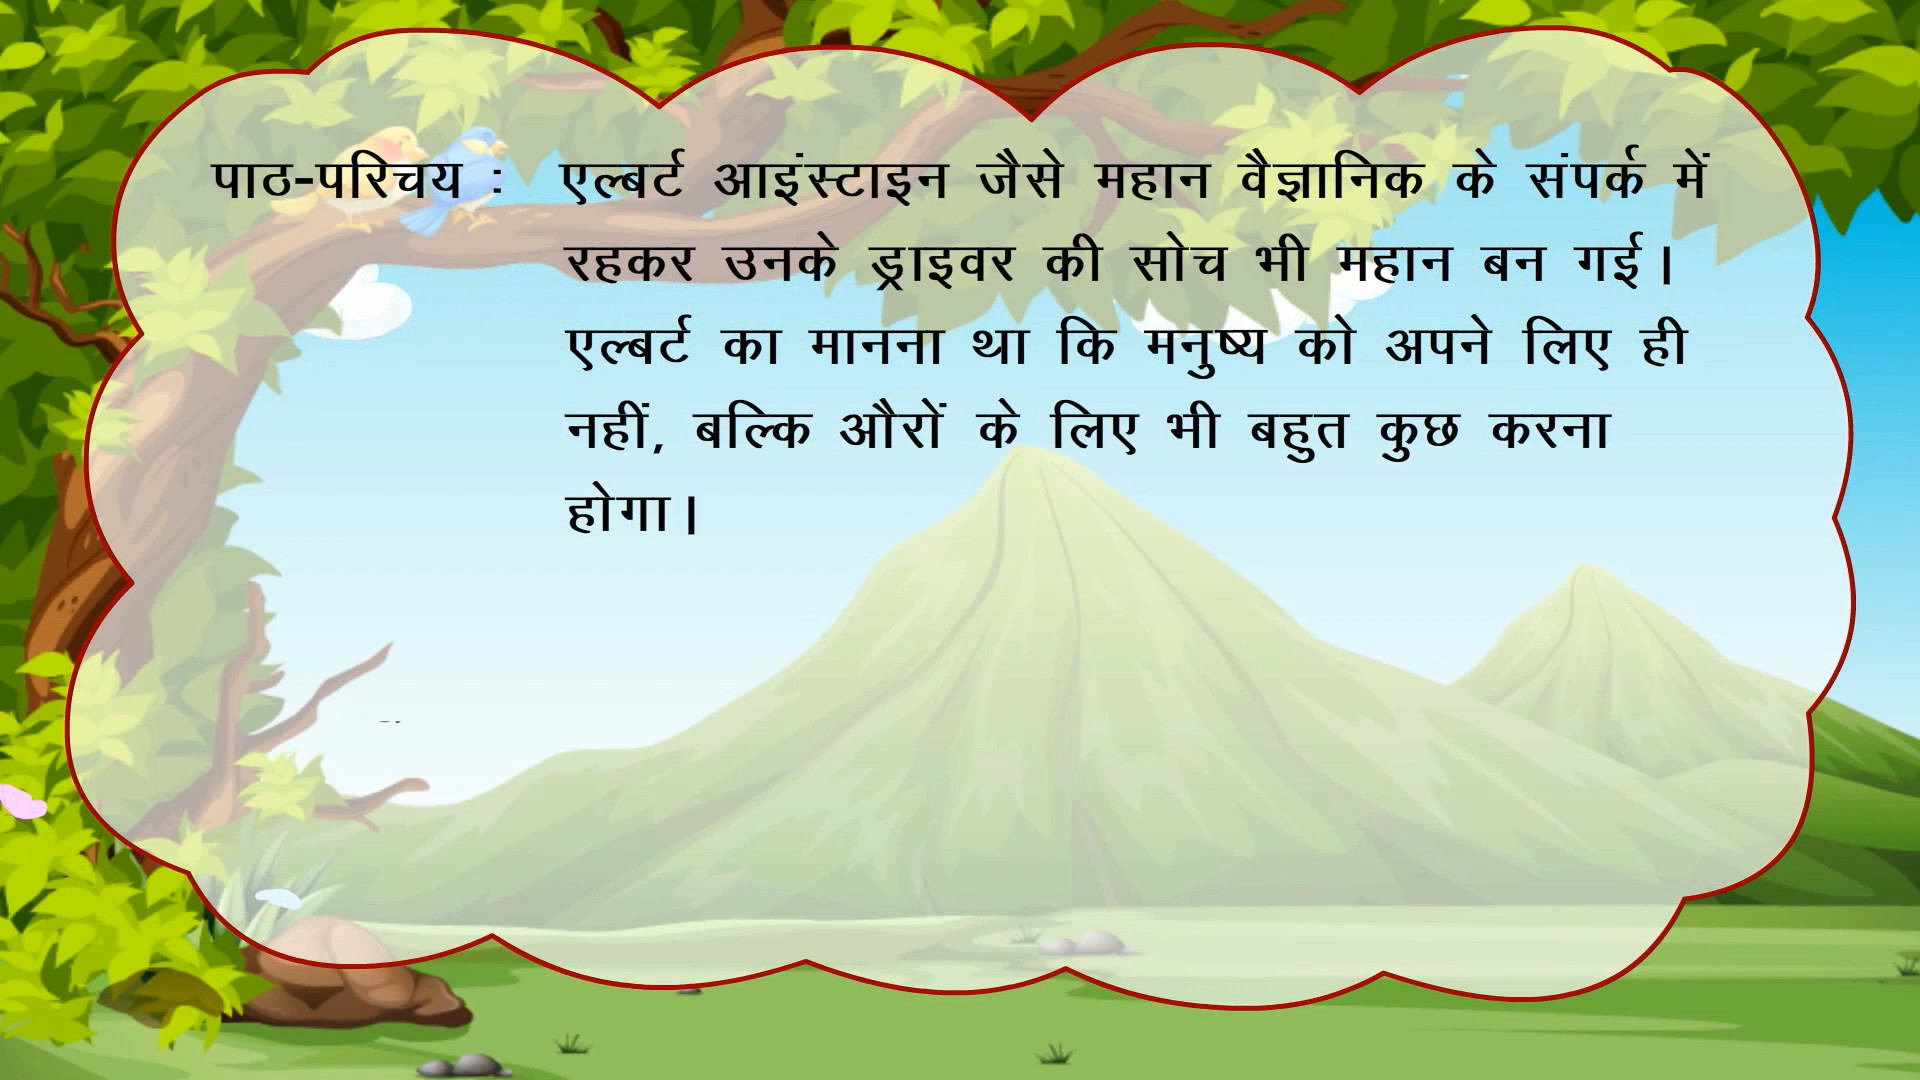 पाठ-परिचय : एल्बर्ट आइंस्टाइन जैसे महान वैज्ञानिक के संपर्क में
रहकर उनके ड्राइवर की सोच भी महान बन गई।
एल्बर्ट का मानना था कि मनुष्य को अपने लिए ही
नहीं, बल्कि औरों के लिए भी बहुत कुछ करना
होगा।